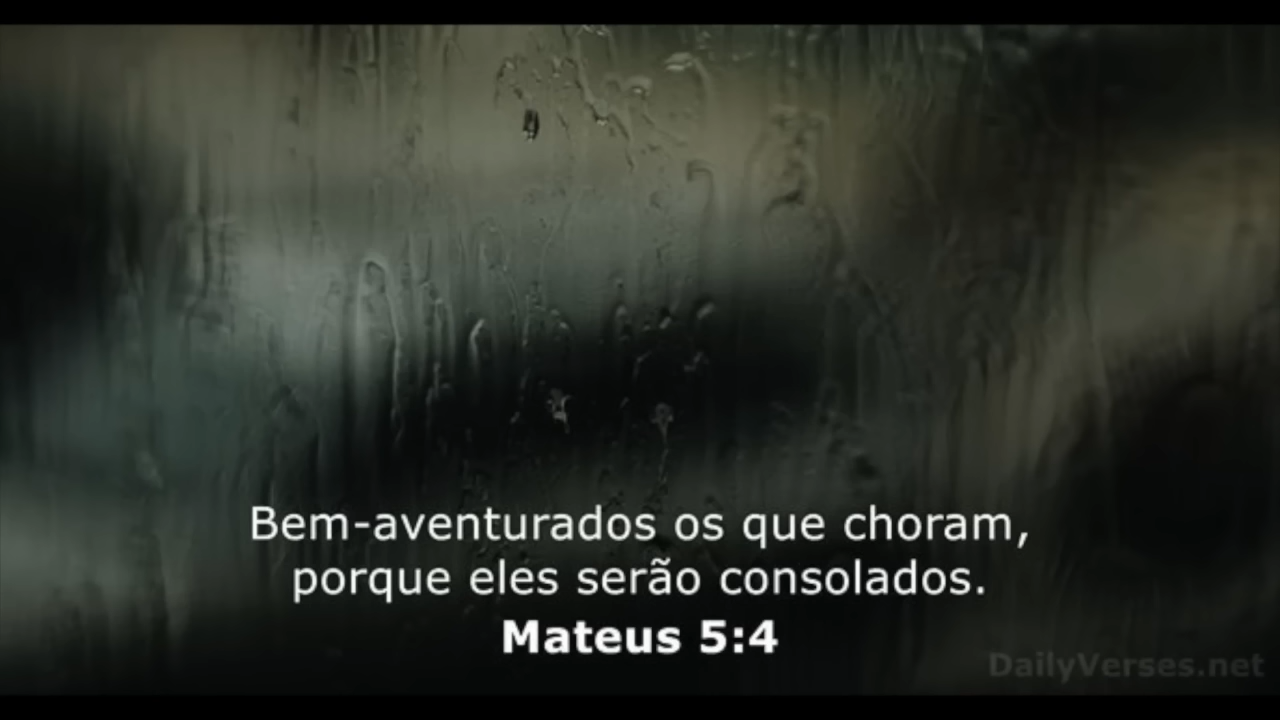 Bem-aventurados os que choram,
porque eles serão consolados.
Mateus 5:4
DailyVerses.net